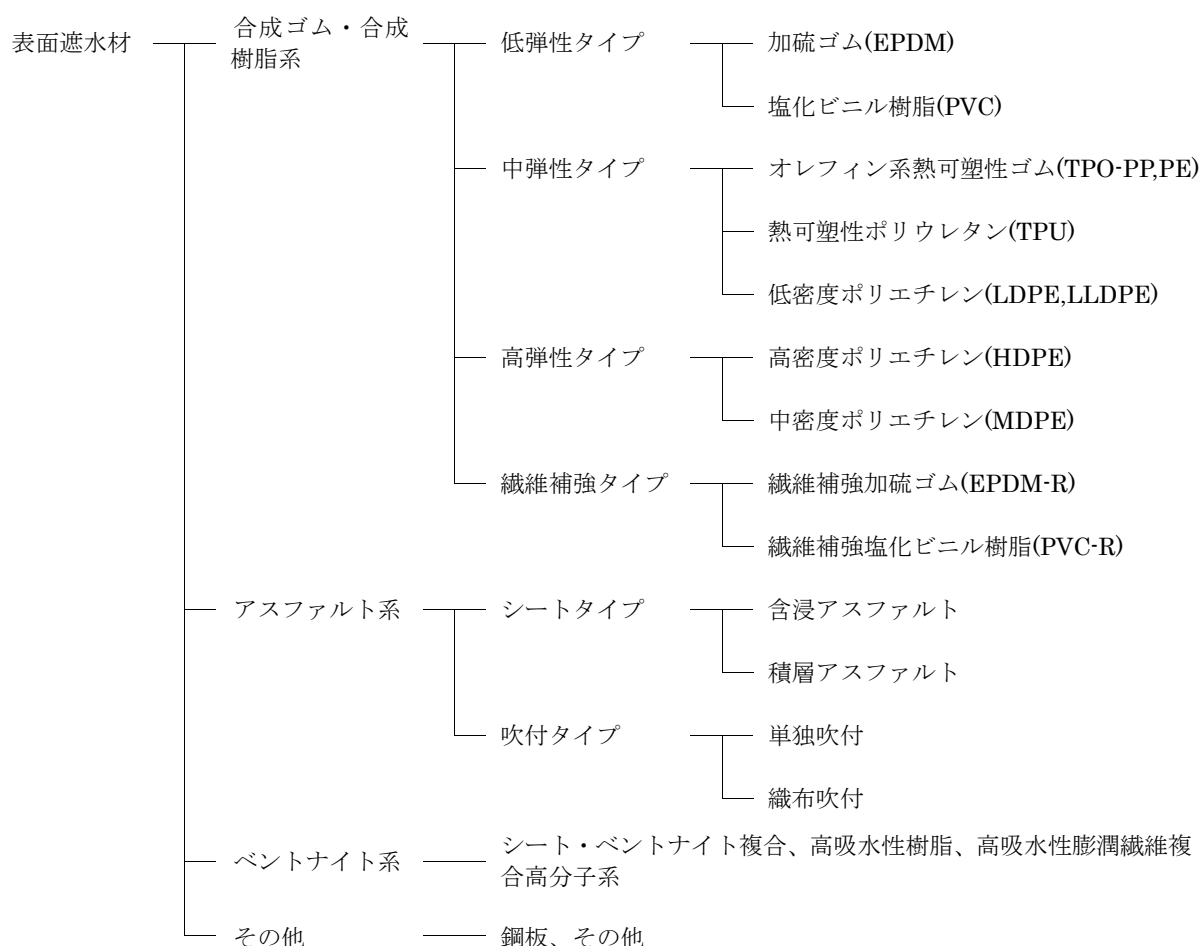 表面遮水材
合成ゴム・合成
樹脂系
低弾性タイプ
加硫ゴム(EPDM)
塩化ビニル樹脂(PVC)
中弾性タイプ
オレフィン系熱可塑性ゴム(TPO-PP,PE)
熱可塑性ポリウレタン(TPU)
低密度ポリエチレン(LDPE,LLDPE)
高弾性タイプ
高密度ポリエチレン(HDPE)
中密度ポリエチレン(MDPE)
繊維補強タイプ
繊維補強加硫ゴム(EPDM-R)
繊維補強塩化ビニル樹脂(PVC-R)
アスファルト系
シートタイプ
含浸アスファルト
積層アスファルト
吹付タイプ
単独吹付
織布吹付
ベントナイト系
シート・ベントナイト複合、高吸水性樹脂、高吸水性膨潤繊維複
合高分子系
その他
鋼板、その他